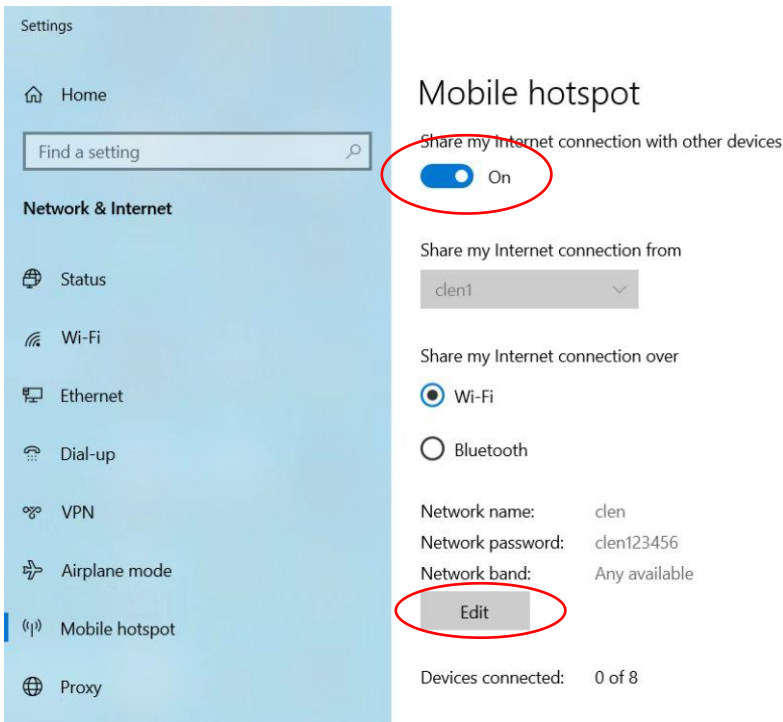 Settings
Home
Find a setting
Network & Internet
Status
Wi-Fi
Ethernet
Dial-up
VPN
Airplane mode
Mobile hotspot
Proxy
Mobile hotspot
Share my Internet connection with other devices
On
Share my Internet connection from
clen1
Share my Internet connection over
Wi-Fi
Bluetooth
Network name: clen
Network password: clen123456
Network band: Any available
Edit
Devices connected: 0 of 8